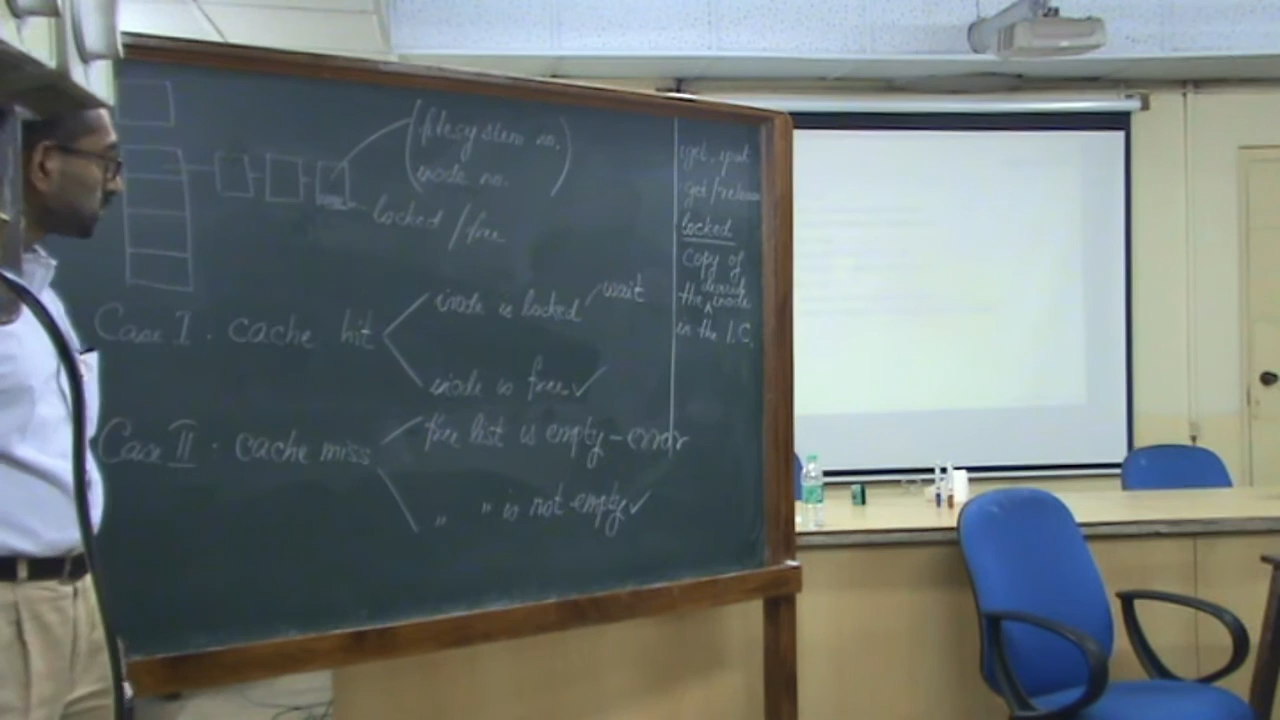 (filesystem no.
inode no.)
locked / free
Case I . cache hit
inode is locked / wait
inode is free ✓
Case II . cache miss
free list is empty - error
" " is not empty ✓
iget, iput
get/release
locked
copy of
the desired inode
in the I.C.